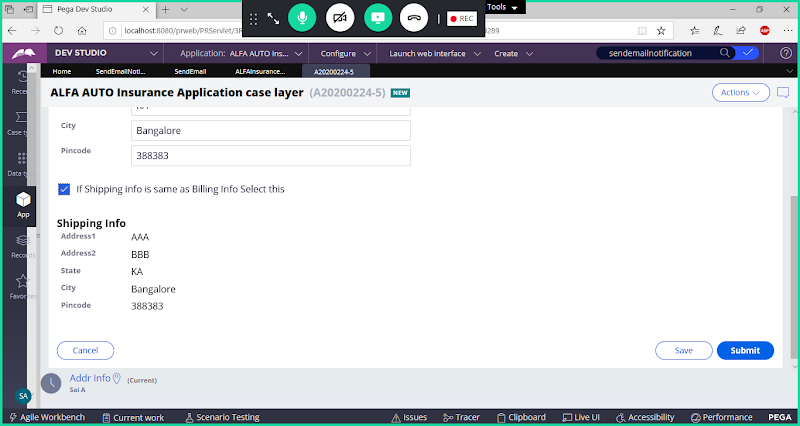 Pega Dev Studio
Tools
REC
localhost:8080/prweb/PRServlet/3R
0289
DEV STUDIO
Application: ALFA AUTO Ins...
Configure
Launch web interface
Create
sendemailnotification
Home
SendEmailNoti...
SendEmail
ALFAInsurance...
A20200224-5
ALFA AUTO Insurance Application case layer (A20200224-5) NEW
Actions
City
Bangalore
Pincode
388383
If Shipping info is same as Billing Info Select this
Shipping Info
Address1 AAA
Address2 BBB
State KA
City Bangalore
Pincode 388383
Cancel
Save
Submit
Addr Info (Current)
Sai A
Recen
Case ty
Data ty
App
Records
Favorites
SA
Agile Workbench
Current work
Scenario Testing
Issues
Tracer
Clipboard
Live UI
Accessibility
Performance
PEGA